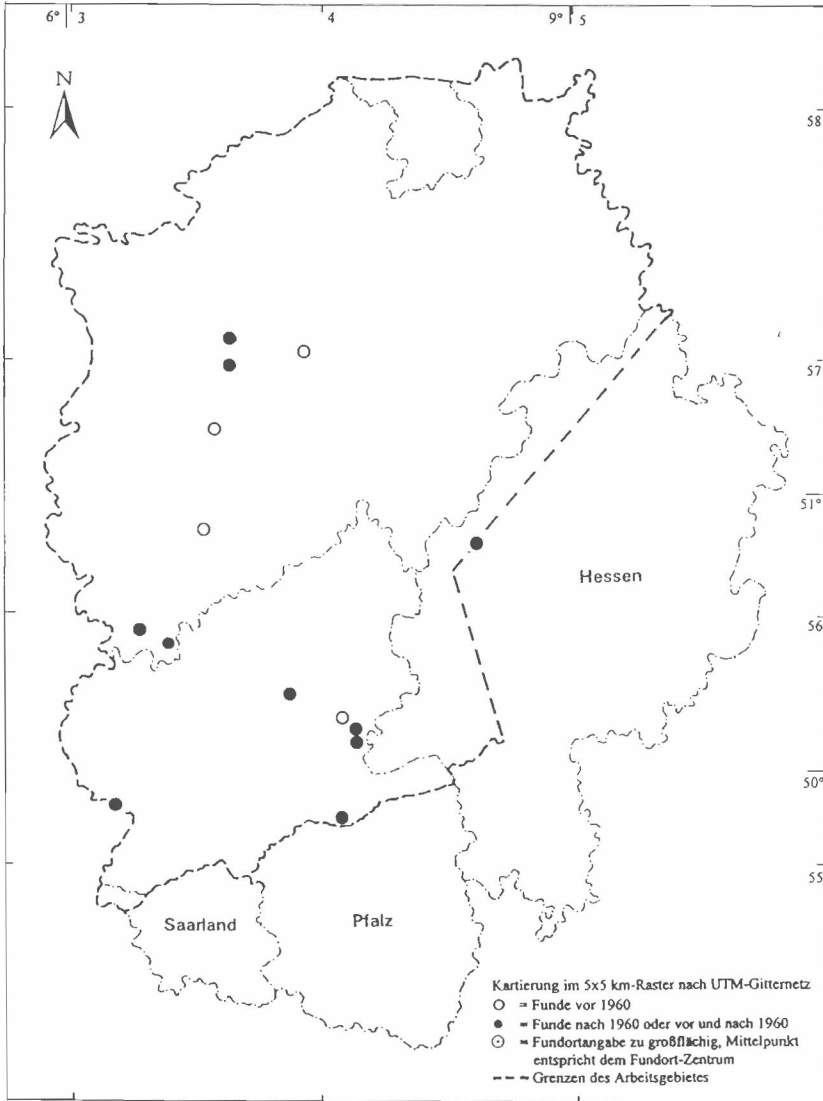 6° 3 4 9° 5
N
58
57
51°
Hessen
56
50°
55
Saarland
Pfalz
Kartierung im 5x5 km-Raster nach UTM-Gitternetz
○ = Funde vor 1960
● = Funde nach 1960 oder vor und nach 1960
⊙ = Fundortangabe zu großflächig, Mittelpunkt
entspricht dem Fundort-Zentrum
--- Grenzen des Arbeitsgebietes